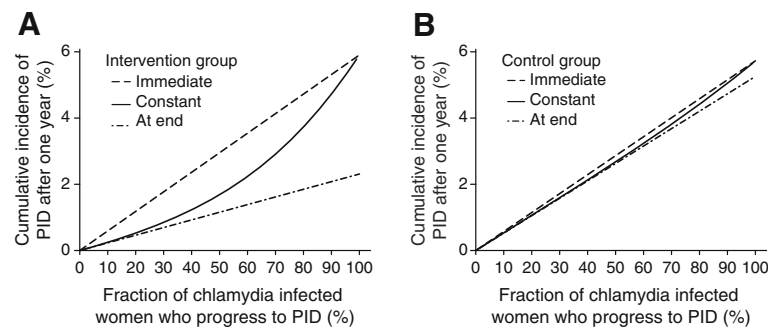 A
Cumulative incidence of
PID after one year (%)
6
4
2
0
Intervention group
Immediate
Constant
At end
0 10 20 30 40 50 60 70 80 90 100
Fraction of chlamydia infected
women who progress to PID (%)
B
Cumulative incidence of
PID after one year (%)
6
4
2
0
Control group
Immediate
Constant
At end
0 10 20 30 40 50 60 70 80 90 100
Fraction of chlamydia infected
women who progress to PID (%)